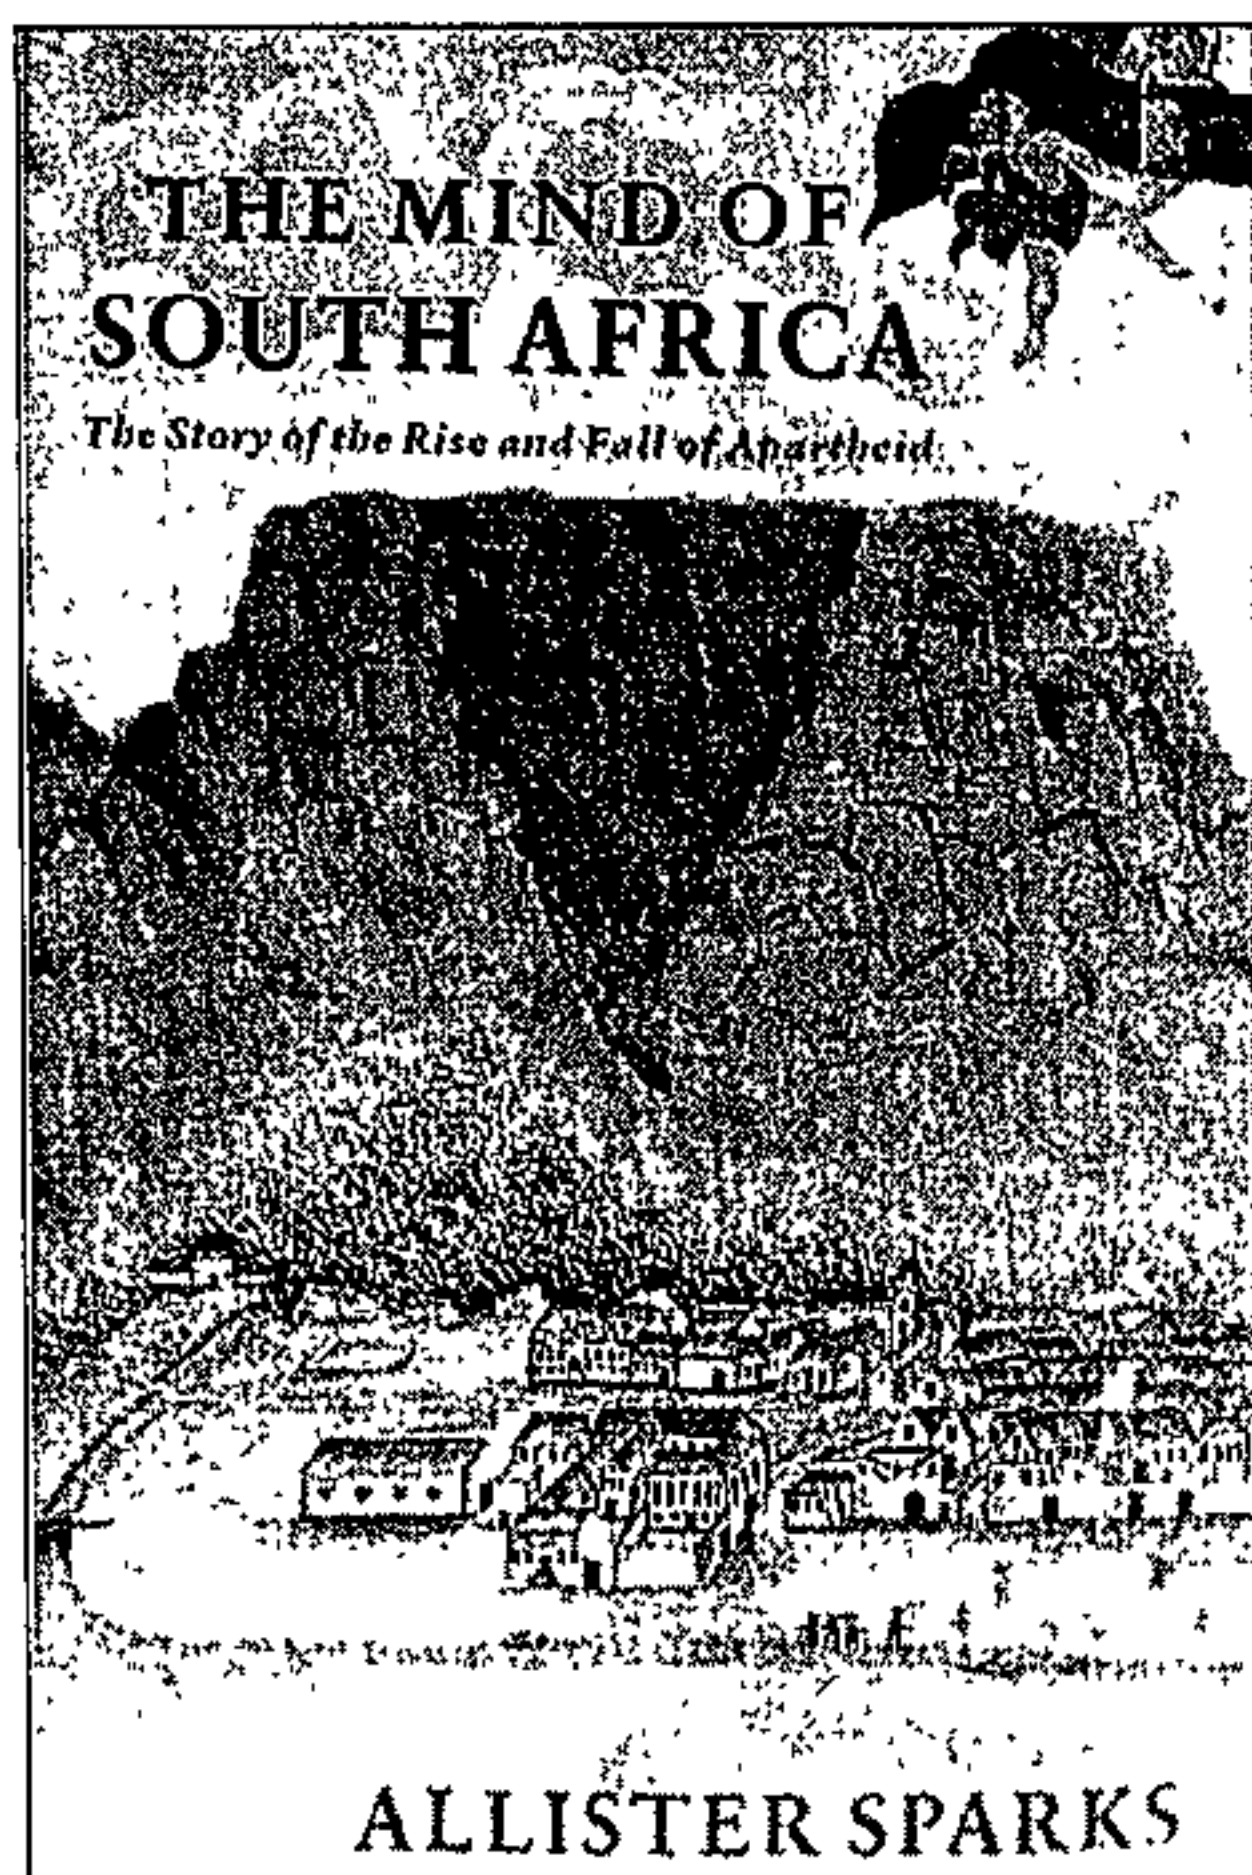 THE MIND OF
SOUTH AFRICA
The Story of the Rise and Fall of Apartheid
ALLISTER SPARKS